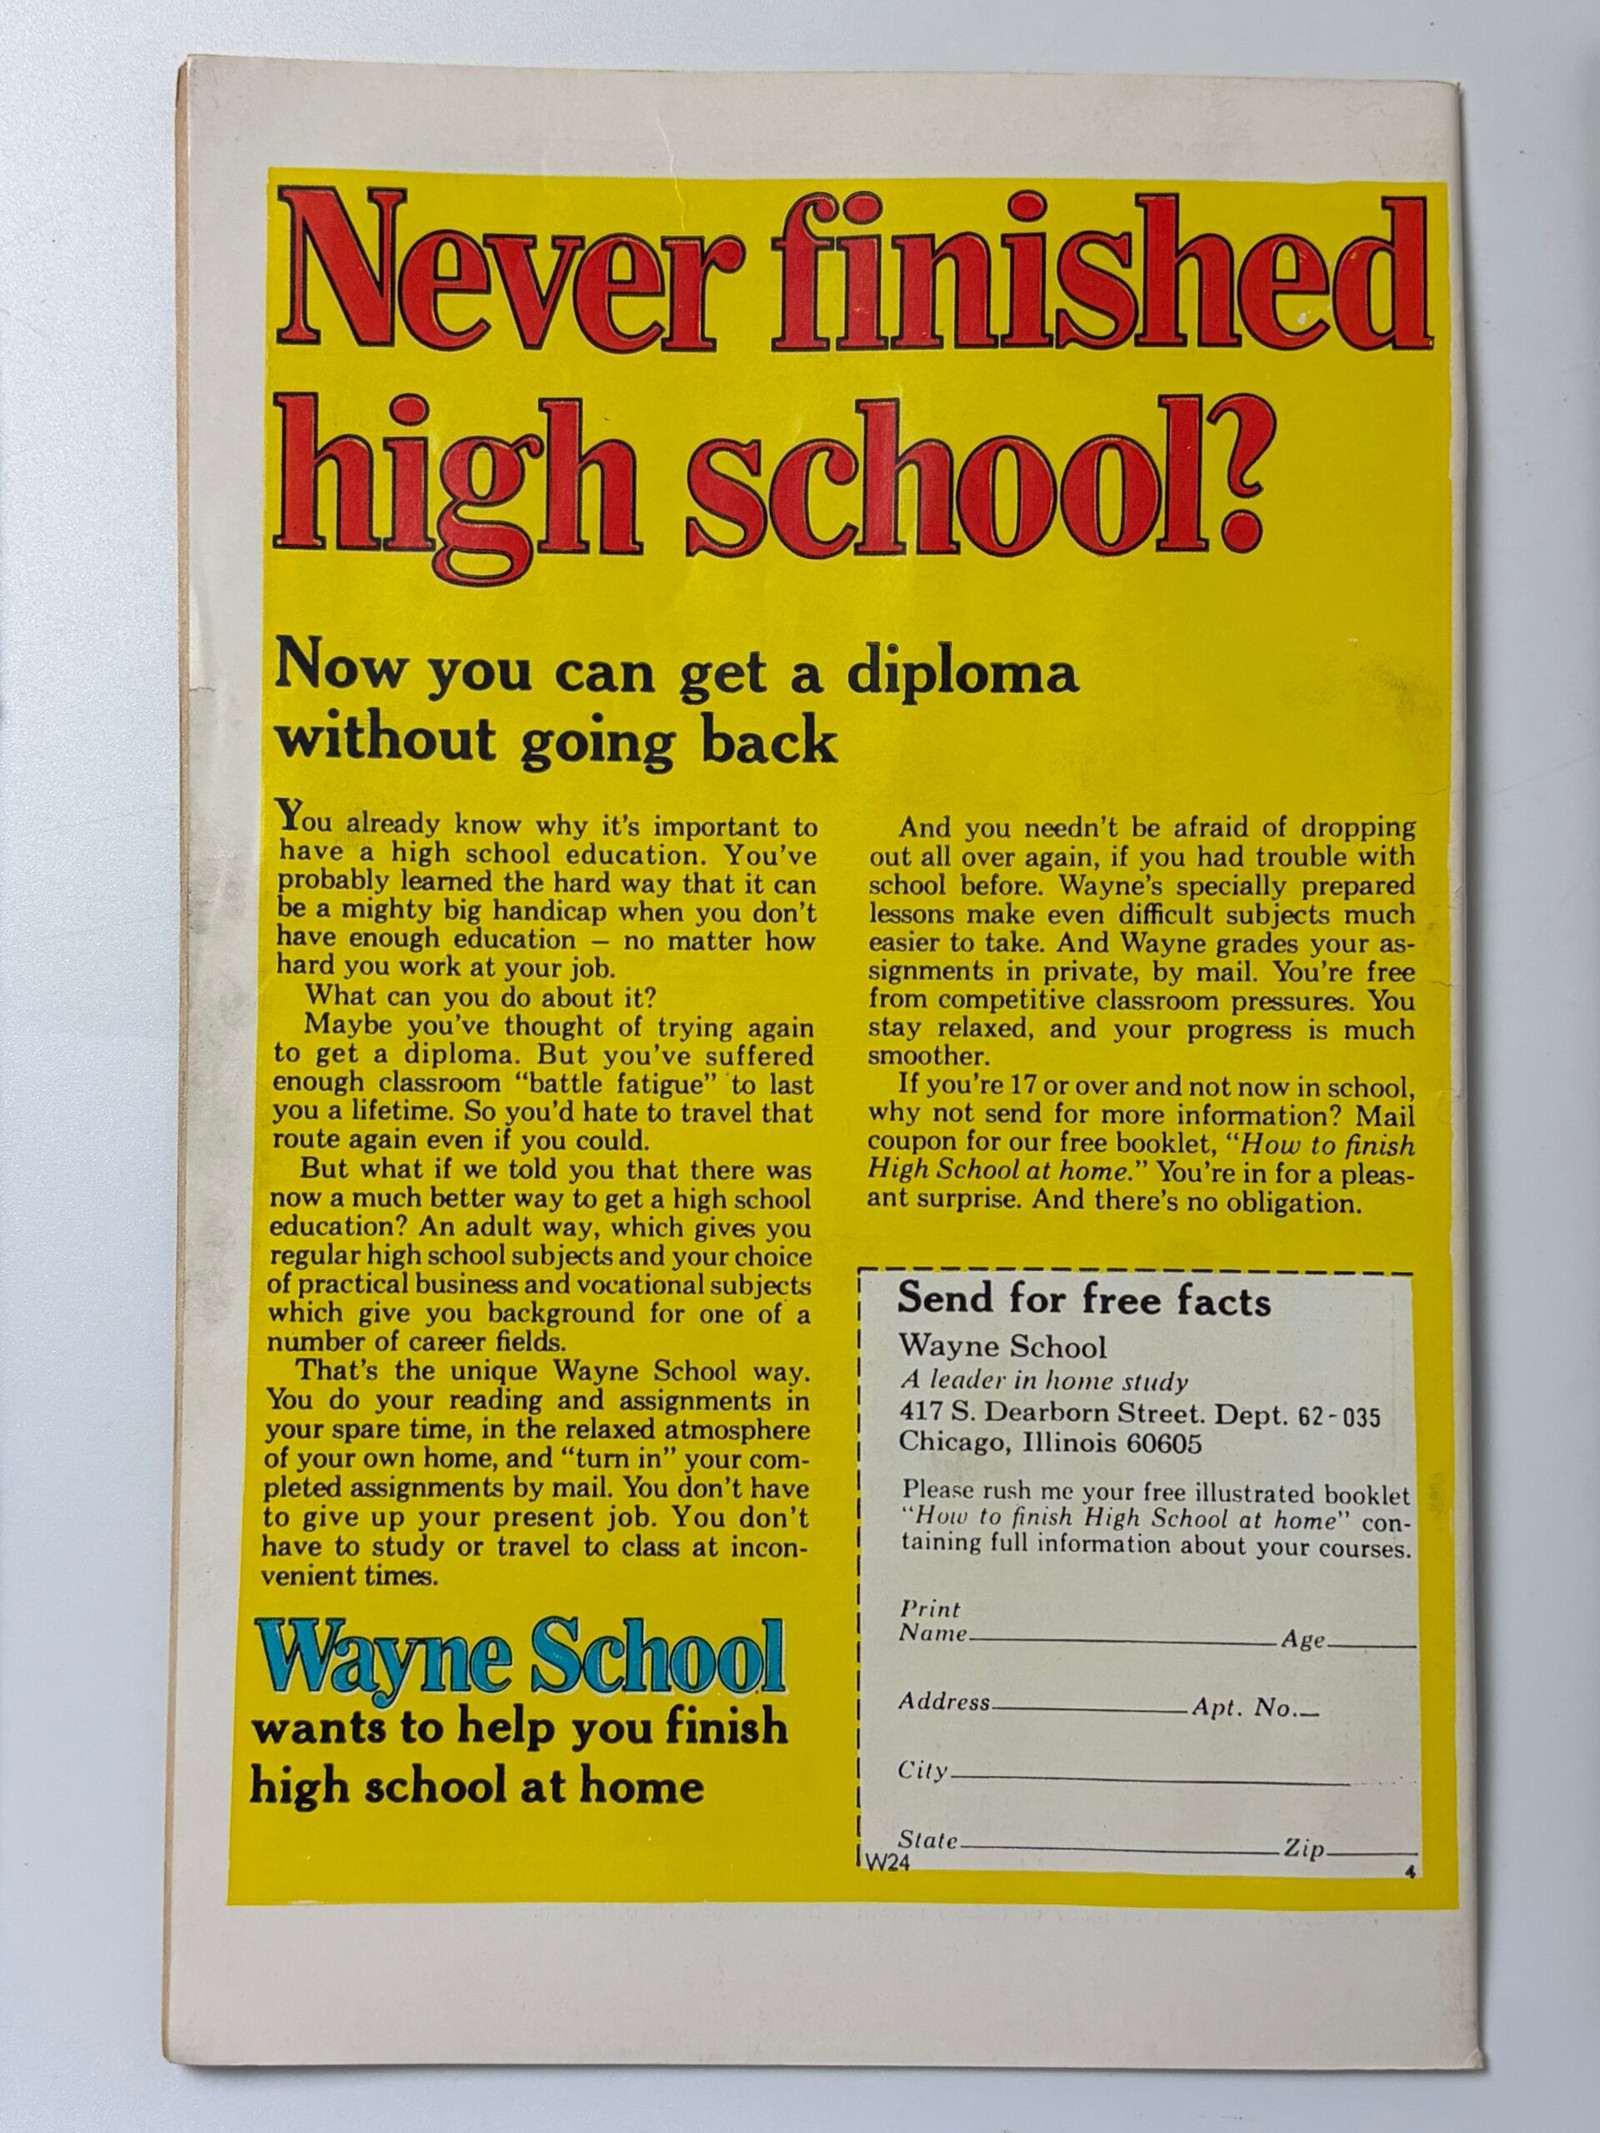 Never finished
high school?
Now you can get a diploma
without going back
You already know why it's important to
have a high school education. You've
probably learned the hard way that it can
be a mighty big handicap when you don't
have enough education – no matter how
hard you work at your job.
What can you do about it?
Maybe you've thought of trying again
to get a diploma. But you've suffered
enough classroom “battle fatigue” to last
you a lifetime. So you'd hate to travel that
route again even if you could.
But what if we told you that there was
now a much better way to get a high school
education? An adult way, which gives you
regular high school subjects and your choice
of practical business and vocational subjects
which give you background for one of a
number of career fields.
That's the unique Wayne School way.
You do your reading and assignments in
your spare time, in the relaxed atmosphere
of your own home, and “turn in” your com-
pleted assignments by mail. You don't have
to give up your present job. You don't
have to study or travel to class at incon-
venient times.
Wayne School
wants to help you finish
high school at home
And you needn't be afraid of dropping
out all over again, if you had trouble with
school before. Wayne's specially prepared
lessons make even difficult subjects much
easier to take. And Wayne grades your as-
signments in private, by mail. You're free
from competitive classroom pressures. You
stay relaxed, and your progress is much
smoother.
If you're 17 or over and not now in school,
why not send for more information? Mail
coupon for our free booklet, “How to finish
High School at home.” You're in for a pleas-
ant surprise. And there's no obligation.
Send for free facts
Wayne School
A leader in home study
417 S. Dearborn Street. Dept. 62-035
Chicago, Illinois 60605
Please rush me your free illustrated booklet
“How to finish High School at home” con-
taining full information about your courses.
Print
Name Age
Address Apt. No.
City
State Zip
W24 4